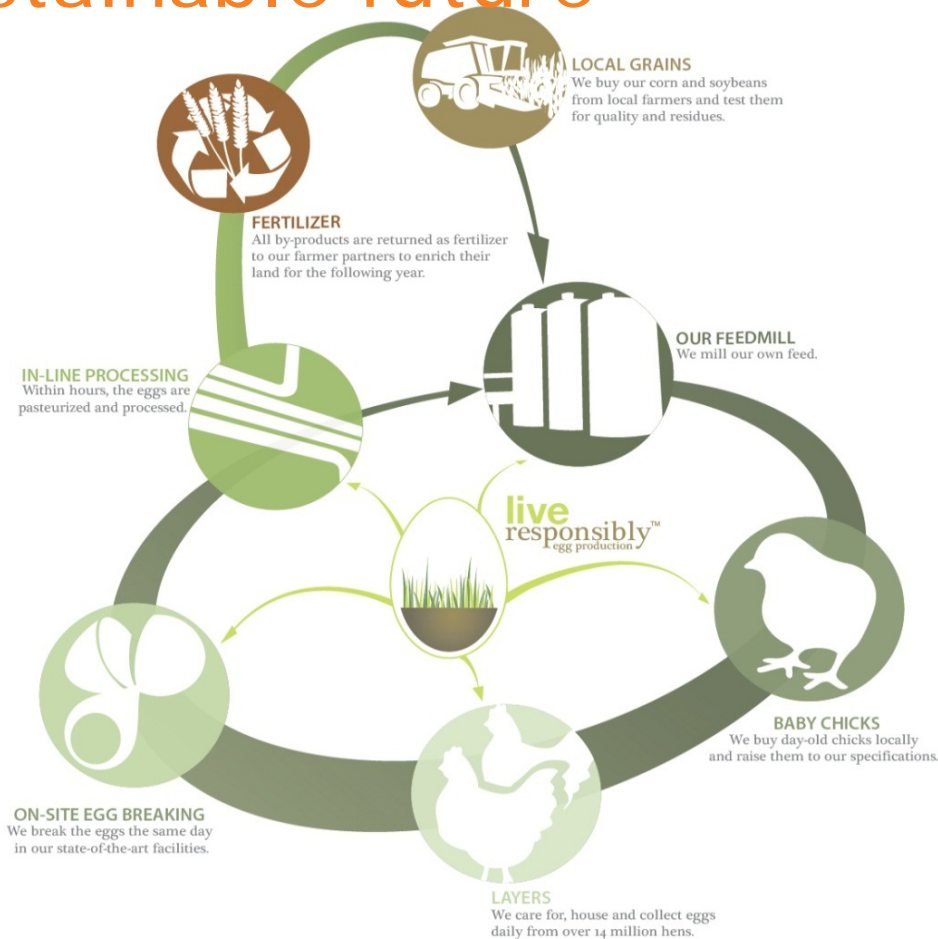 future
LOCAL GRAINS
We buy our corn and soybeans
from local farmers and test them
for quality and residues.
FERTILIZER
All by-products are returned as fertilizer
to our farmer partners to enrich their
land for the following year.
OUR FEEDMILL
We mill our own feed.
IN-LINE PROCESSING
Within hours, the eggs are
pasteurized and processed.
live
responsibly™
egg production
BABY CHICKS
We buy day-old chicks locally
and raise them to our specifications.
ON-SITE EGG BREAKING
We break the eggs the same day
in our state-of-the-art facilities.
LAYERS
We care for, house and collect eggs
daily from over 14 million hens.